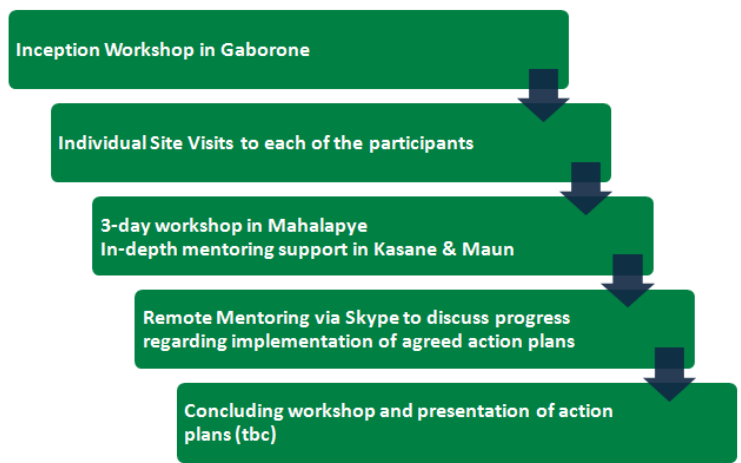 Inception Workshop in Gaborone
Individual Site Visits to each of the participants
3-day workshop in Mahalapye
In-depth mentoring support in Kasane & Maun
Remote Mentoring via Skype to discuss progress
regarding implementation of agreed action plans
Concluding workshop and presentation of action
plans (tbc)